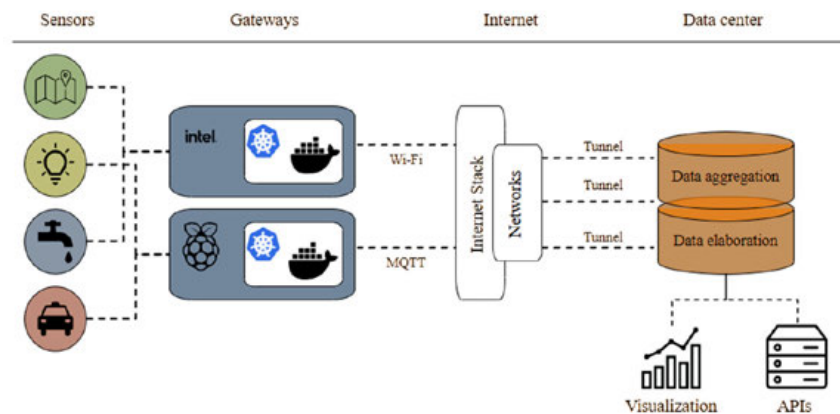 Sensors
Gateways
Internet
Data center
intel
Wi-Fi
MQTT
Internet Stack
Networks
Tunnel
Tunnel
Tunnel
Data aggregation
Data elaboration
Visualization
APIs